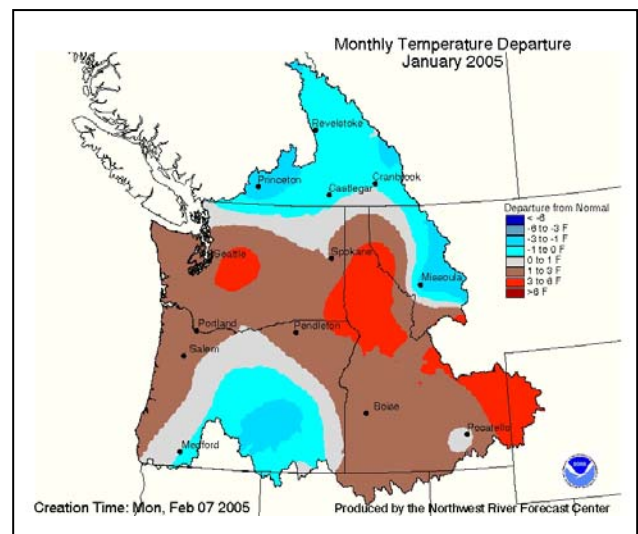 Monthly Temperature Departure
January 2005
Revelstoke
Princeton
Castlegar
Cranbrook
Departure from Normal
< -6
-6 to -3 F
-3 to -1 F
-1 to 0 F
0 to 1 F
1 to 3 F
3 to 6 F
>6 F
Seattle
Spokane
Missoula
Portland
Pendleton
Salem
Boise
Pocatello
Medford
Creation Time: Mon, Feb 07 2005
Produced by the Northwest River Forecast Center